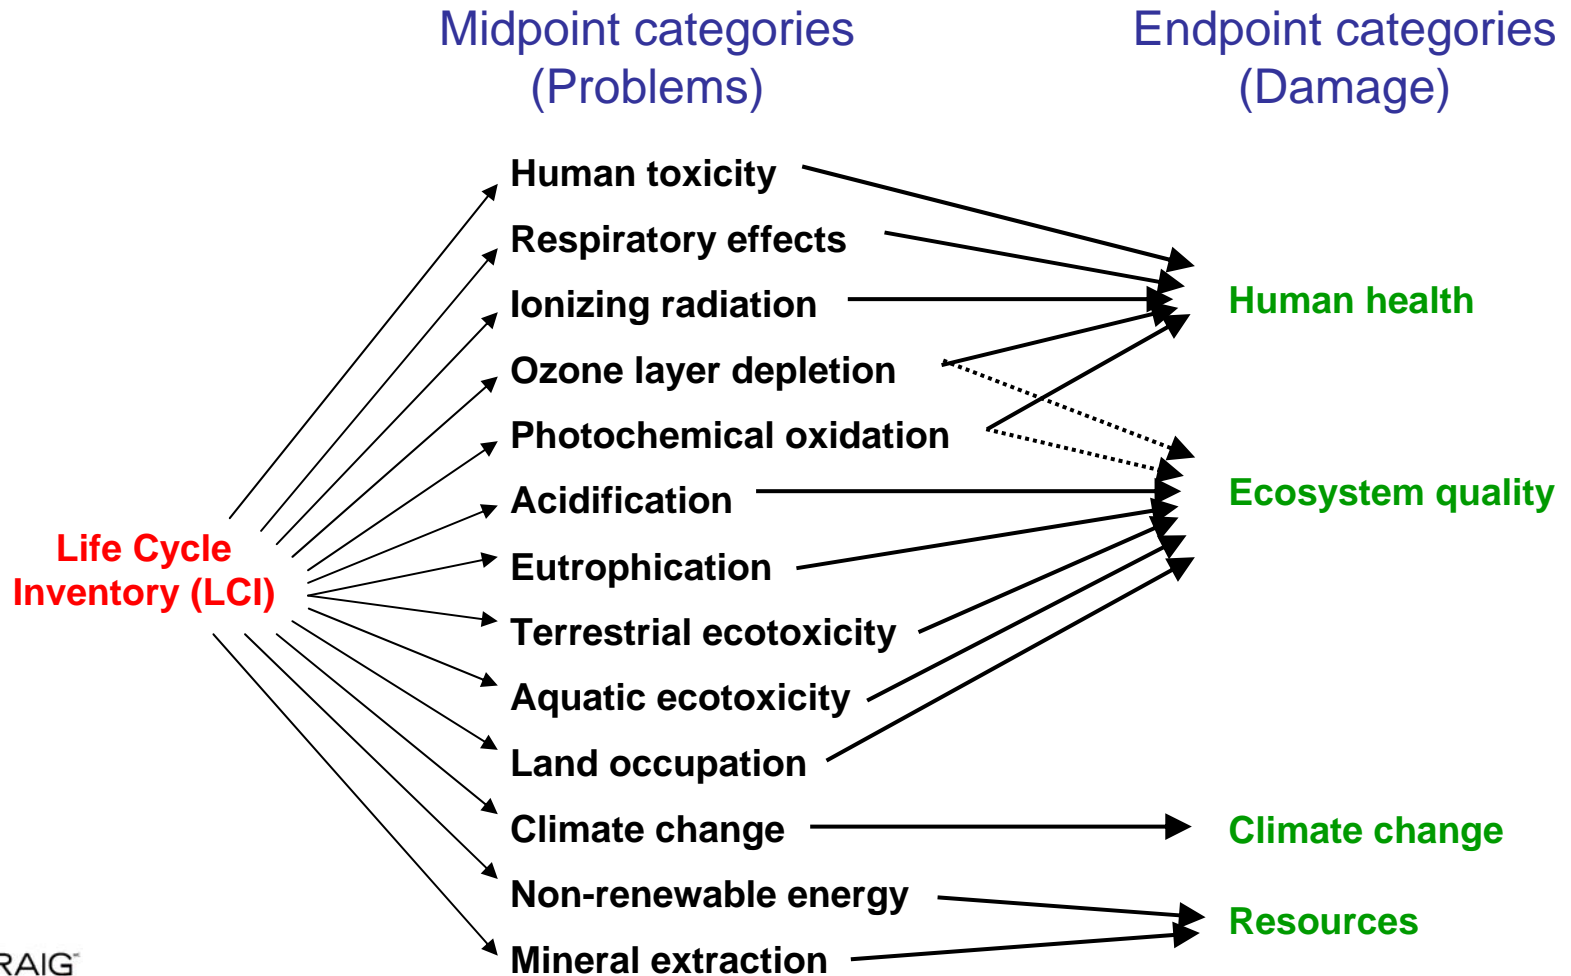 Midpoint categories
(Problems)
Endpoint categories
(Damage)
Human toxicity
Respiratory effects
Ionizing radiation
Ozone layer depletion
Photochemical oxidation
Acidification
Eutrophication
Terrestrial ecotoxicity
Aquatic ecotoxicity
Land occupation
Climate change
Non-renewable energy
Mineral extraction
Life Cycle
Inventory (LCI)
Human health
Ecosystem quality
Climate change
Resources